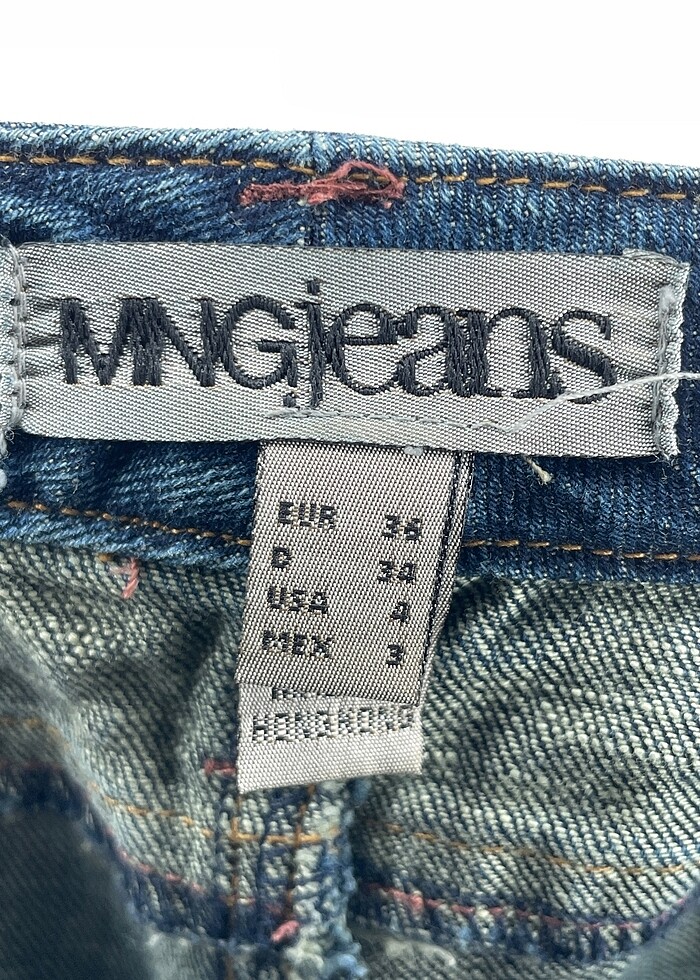 MNGjeans
EUR 36
D 34
USA 4
MEX 3
HONGKONG